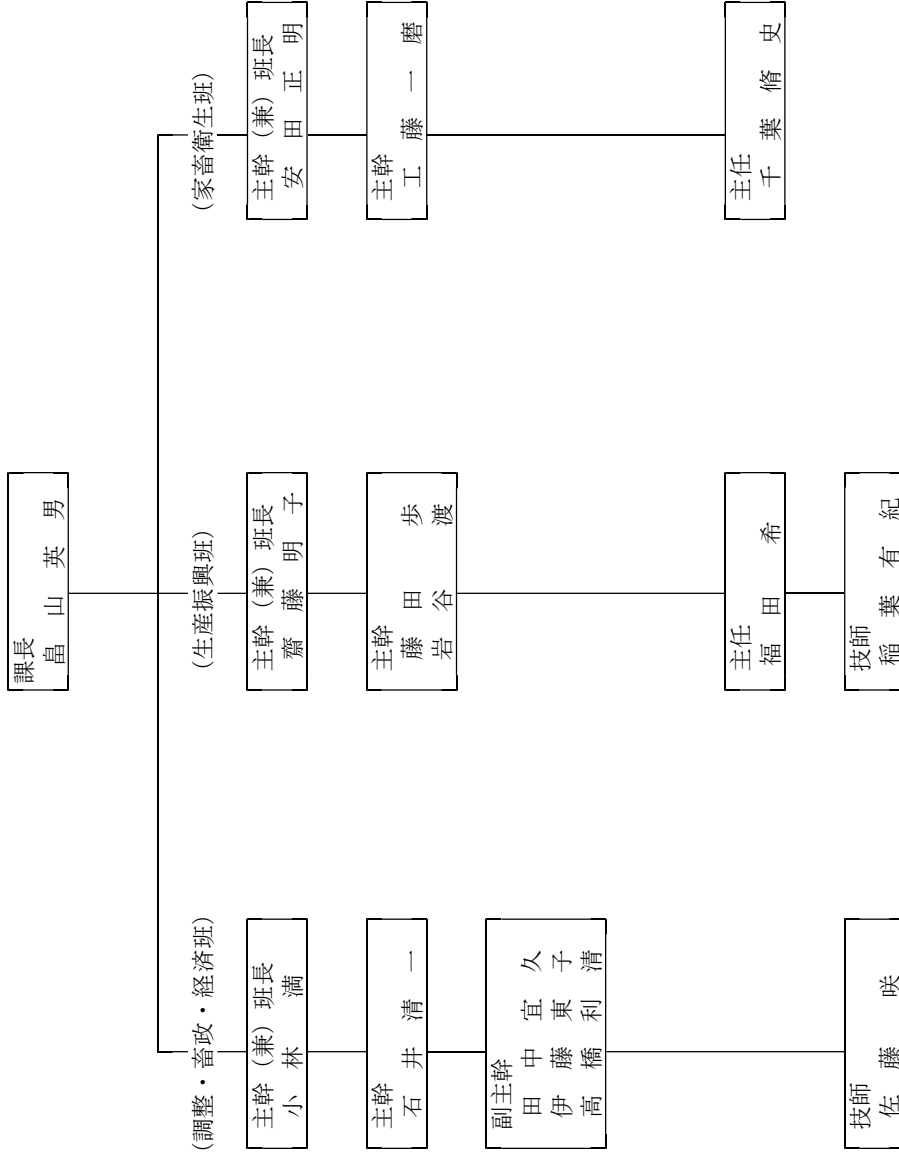 課長
畠山英男
(調整・畜政・経済班)
主幹（兼）班長
小林 満
主幹
石井清一
副主幹
田中宜久
伊藤東子
高橋利清
技師
佐藤 咲
(生産振興班)
主幹（兼）班長
齋藤明子
主幹
藤田 歩
岩谷 渡
主任
福田 希
技師
稲葉有紀
(家畜衛生班)
主幹（兼）班長
安田正明
主幹
工藤一磨
主任
千葉脩史